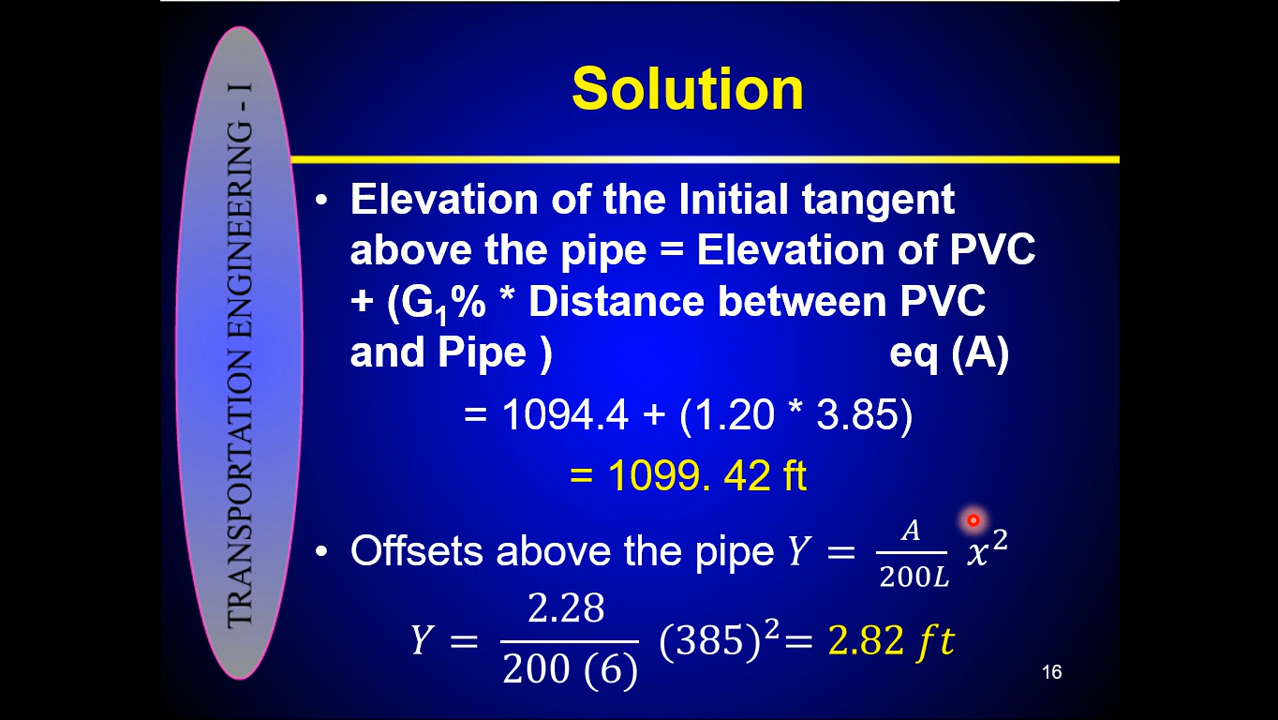 TRANSPORTATION ENGINEERING - I
Solution
• Elevation of the Initial tangent
above the pipe = Elevation of PVC
+ (G₁% * Distance between PVC
and Pipe ) eq (A)
= 1094.4 + (1.20 * 3.85)
= 1099. 42 ft
• Offsets above the pipe Y = A/200L x²
Y = 2.28/200 (6) (385)²= 2.82 ft
16